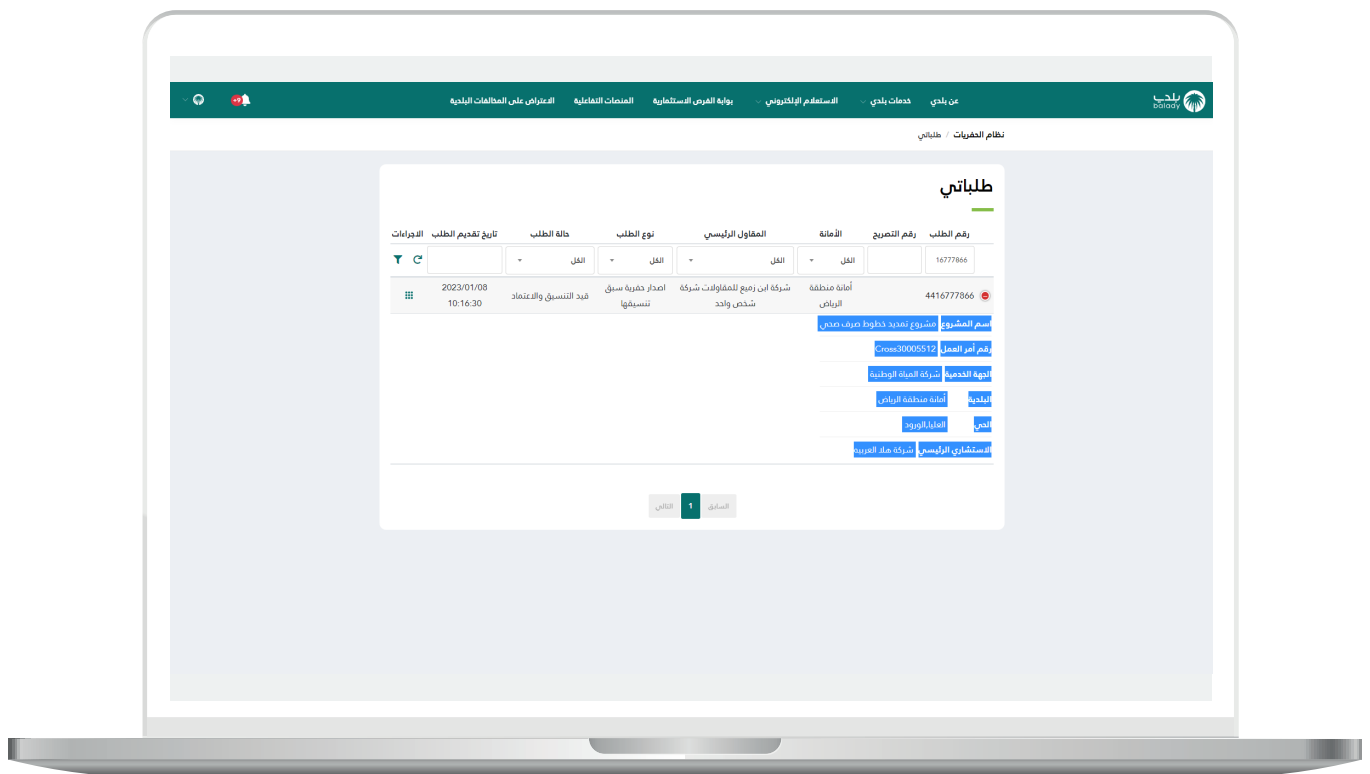 بلدي
balady
عن بلدي خدمات بلدي الاستعلام الإلكتروني بوابة الفرص الاستثمارية المنصات التفاعلية الاعتراض على المخالفات البلدية
+9
نظام الحفريات / طلباتي
طلباتي
رقم الطلب رقم التصريح الأمانة المقاول الرئيسي نوع الطلب حالة الطلب تاريخ تقديم الطلب الاجراءات
16777866 الكل الكل الكل الكل
4416777866 أمانة منطقة الرياض شركة ابن زميع للمقاولات شركة شخص واحد اصدار حفرية سبق تنسيقها قيد التنسيق والاعتماد 2023/01/08 10:16:30
اسم المشروع مشروع تمديد خطوط صرف صحي
رقم أمر العمل Cross30005512
الجهة الخدمية شركة المياة الوطنية
البلدية أمانة منطقة الرياض
الحي العليا,الورود
الاستشاري الرئيسي شركة هلا العربيه
السابق 1 التالي